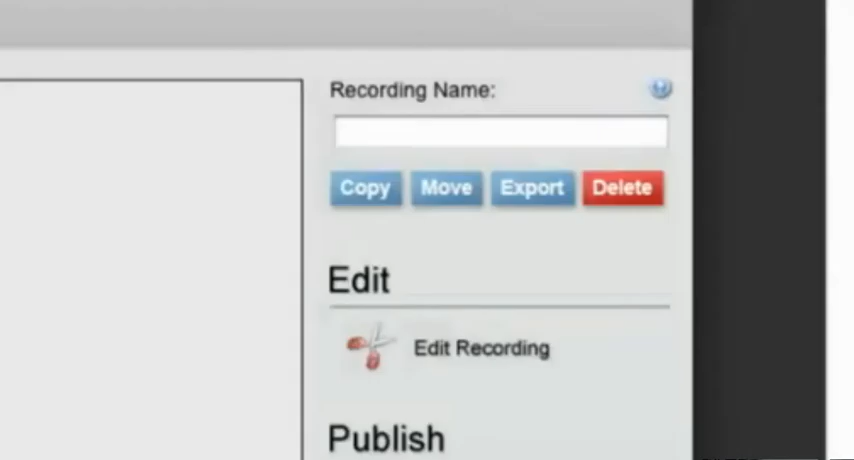 Recording Name:
Copy Move Export Delete
Edit
Edit Recording
Publish